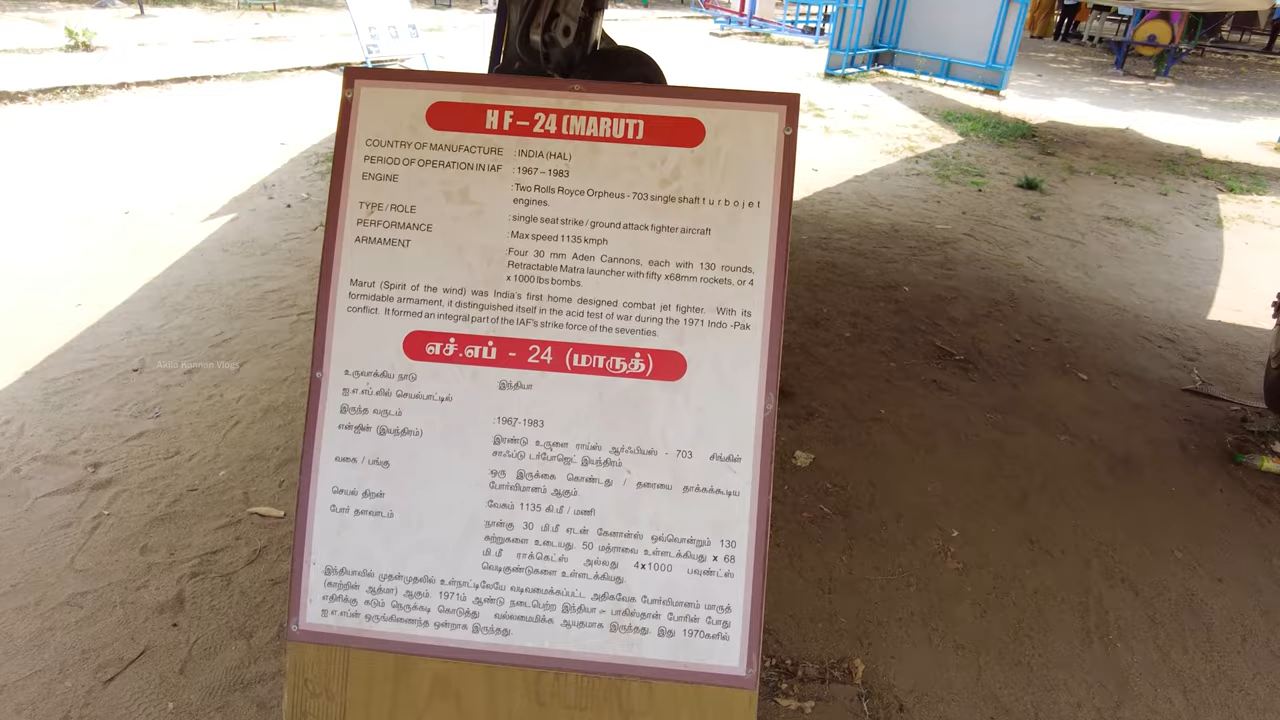 H F – 24 (MARUT)
COUNTRY OF MANUFACTURE : INDIA (HAL)
PERIOD OF OPERATION IN IAF : 1967 – 1983
ENGINE : Two Rolls Royce Orpheus - 703 single shaft t u r b o j e t
engines.
TYPE / ROLE : single seat strike / ground attack fighter aircraft
PERFORMANCE : Max speed 1135 kmph
ARMAMENT :Four 30 mm Aden Cannons, each with 130 rounds,
Retractable Matra launcher with fifty x68mm rockets, or 4
x 1000 lbs bombs.
Marut (Spirit of the wind) was India's first home designed combat jet fighter. With its
formidable armament, it distinguished itself in the acid test of war during the 1971 Indo -Pak
conflict. It formed an integral part of the IAF's strike force of the seventies.
எச்.எப் - 24 (மாருத்)
உருவாக்கிய நாடு :இந்தியா
ஐ.எ.எப்.லில் செயல்பாட்டில்
இருந்த வருடம் :1967-1983
என்ஜின் (இயந்திரம்) :இரண்டு உருளை ராய்ஸ் ஆர்ஃபியஸ் - 703 சிங்கின்
சாஃப்டு டர்போஜெட் இயந்திரம்
வகை / பங்கு :ஒரு இருக்கை கொண்டது / தரையை தாக்கக்கூடிய
போர்விமானம் ஆகும்.
செயல் திறன் :வேகம் 1135 கி.மீ / மணி
போர் தளவாடம் :நான்கு 30 மி.மீ ஏடன் கேனான்ஸ் ஒவ்வொன்றும் 130
சுற்றுகளை உடையது. 50 மத்ராவை உள்ளடக்கியது x 68
மி.மீ ராக்கெட்ஸ் அல்லது 4x1000 பவுண்ட்ஸ்
வெடிகுண்டுகளை உள்ளடக்கியது.
இந்தியாவில் முதன்முதலில் உள்நாட்டிலேயே வடிவமைக்கப்பட்ட அதிகவேக போர்விமானம் மாருத்
(காற்றின் ஆத்மா) ஆகும். 1971ம் ஆண்டு நடைபெற்ற இந்தியா - பாகிஸ்தான் போரின் போது
எதிரிக்கு கடும் நெருக்கடி கொடுத்து வல்லமைமிக்க ஆயுதமாக இருந்தது. இது 1970களில்
ஐ.எ.எப்ன் ஒருங்கிணைந்த ஒன்றாக இருந்தது.
Akila Kannan Vlogs